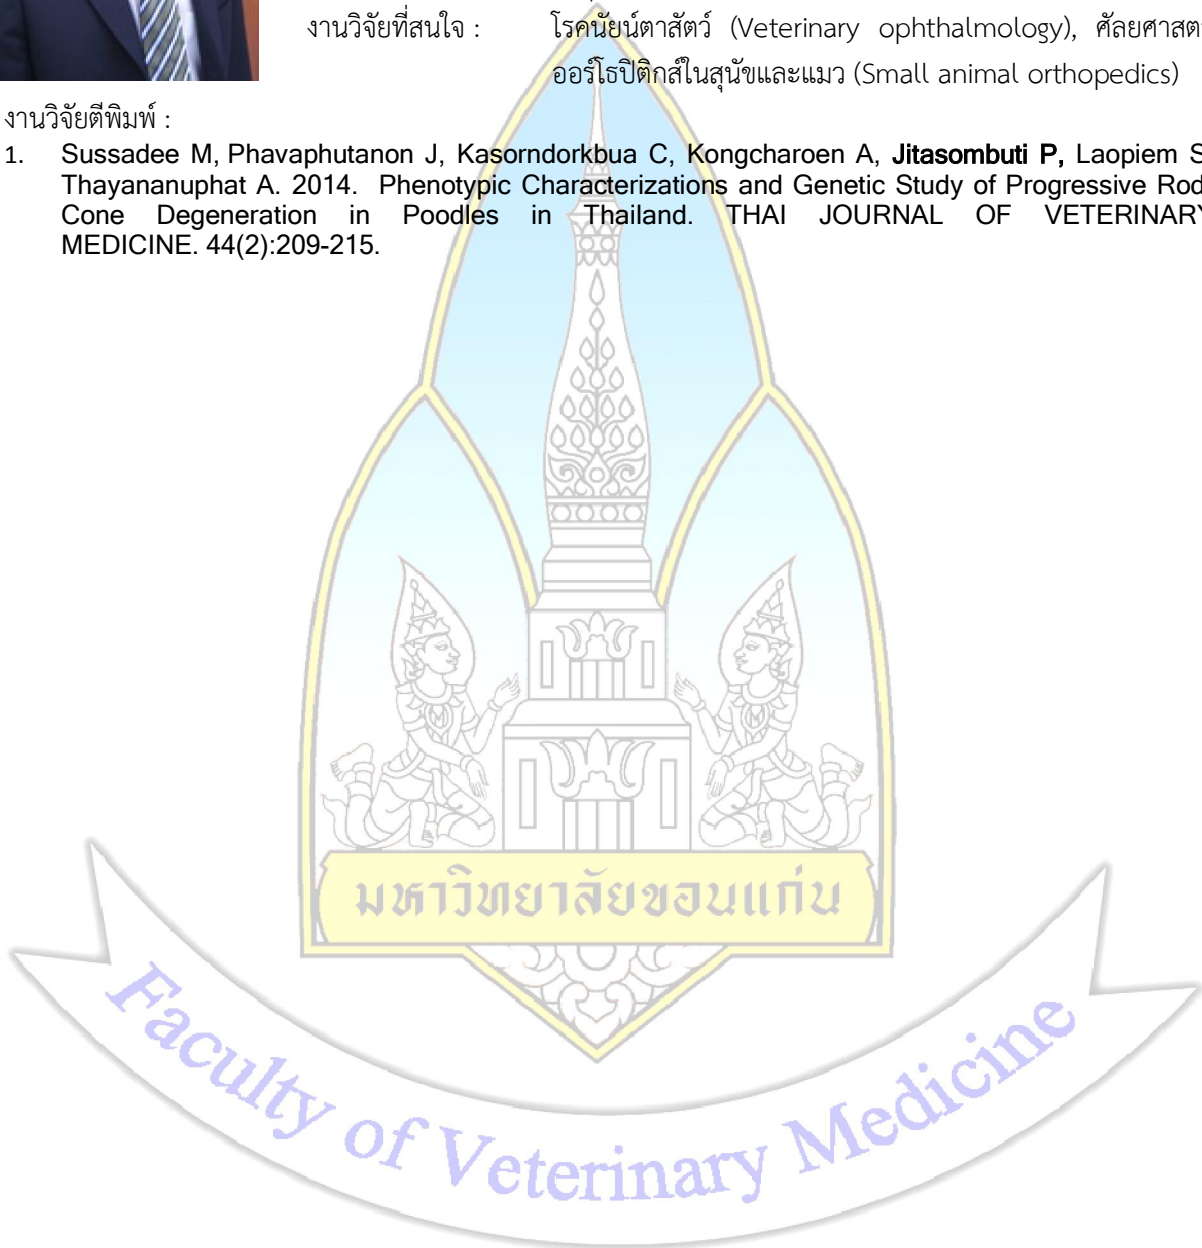 งานวิจัยที่สนใจ : โรคนัยน์ตาสัตว์ (Veterinary ophthalmology), ศัลยศาสต
ออร์โธปิติกส์ในสุนัขและแมว (Small animal orthopedics)
งานวิจัยตีพิมพ์ :
1. Sussadee M, Phavaphutanon J, Kasorndorkbua C, Kongcharoen A, Jitasombuti P, Laopiem S
Thayananuphat A. 2014. Phenotypic Characterizations and Genetic Study of Progressive Rod
Cone Degeneration in Poodles in Thailand. THAI JOURNAL OF VETERINARY
MEDICINE. 44(2):209-215.
มหาวิทยาลัยขอนแก่น
Faculty of Veterinary Medicine